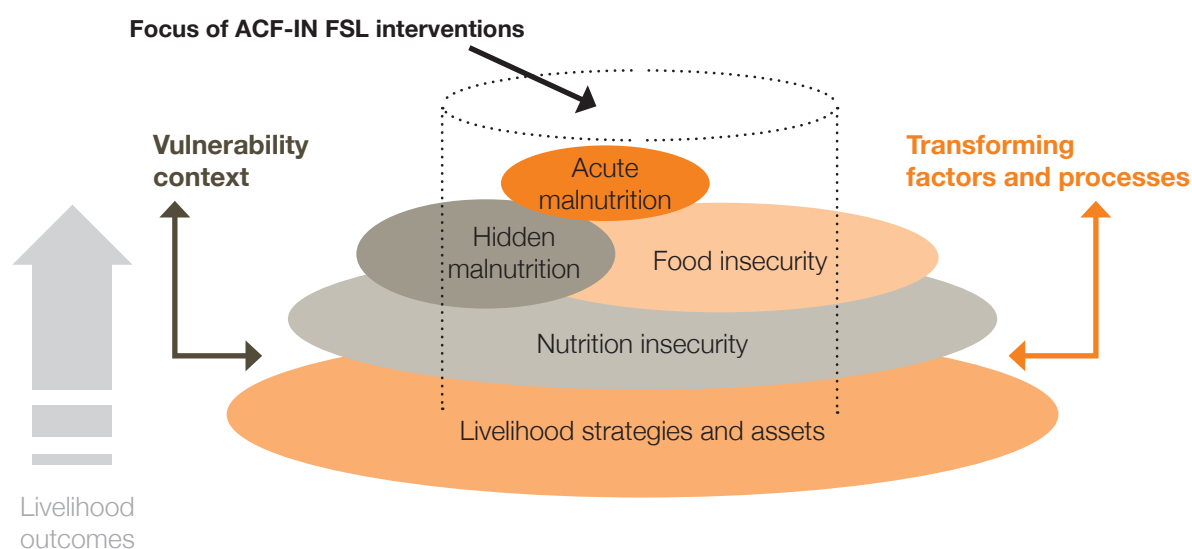 Focus of ACF-IN FSL interventions
Vulnerability
context
Transforming
factors and processes
Acute
malnutrition
Hidden
malnutrition
Food insecurity
Nutrition insecurity
Livelihood strategies and assets
Livelihood
outcomes